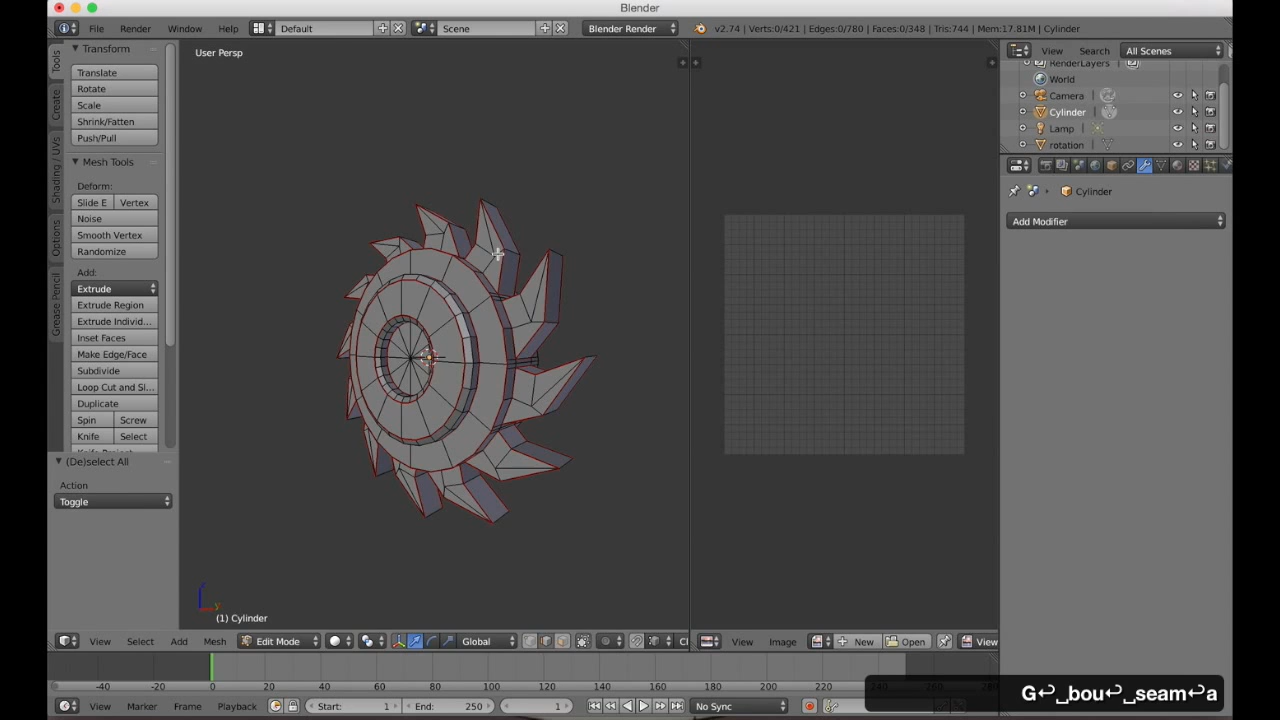 Blender
File Render Window Help Default Scene Blender Render v2.74 | Verts:0/421 | Edges:0/780 | Faces:0/348 | Tris:744 | Mem:17.81M | Cylinder
Tools
Create
Shading / UVs
Options
Grease Pencil
Transform
Translate
Rotate
Scale
Shrink/Fatten
Push/Pull
Mesh Tools
Deform:
Slide E Vertex
Noise
Smooth Vertex
Randomize
Add:
Extrude
Extrude Region
Extrude Individ...
Inset Faces
Make Edge/Face
Subdivide
Loop Cut and Sl...
Duplicate
Spin Screw
Knife Select
(De)select All
Action
Toggle
User Persp
(1) Cylinder
View Search All Scenes
RenderLayers
World
Camera
Cylinder
Lamp
rotation
Cylinder
Add Modifier
View Select Add Mesh Edit Mode Global Cl
View Image New Open View
-40 -20 0 20 40 60 80 100 120 140 160 180 200 220 240 260 280
View Marker Frame Playback Start: 1 End: 250 1 No Sync
G↩_bou↩_seam↩a